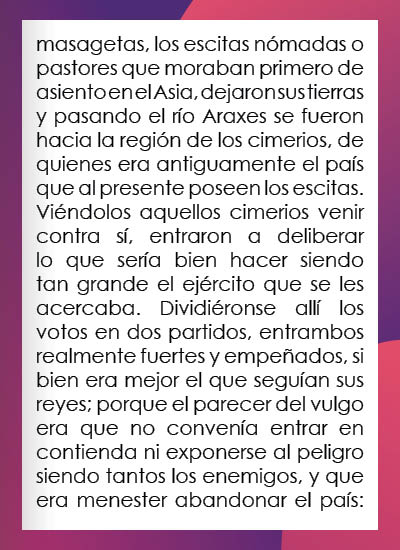 masagetas, los escitas nómadas o
pastores que moraban primero de
asiento en el Asia, dejaron sus tierras
y pasando el río Araxes se fueron
hacia la región de los cimerios, de
quienes era antiguamente el país
que al presente poseen los escitas.
Viéndolos aquellos cimerios venir
contra sí, entraron a deliberar
lo que sería bien hacer siendo
tan grande el ejército que se les
acercaba. Dividiéronse allí los
votos en dos partidos, entrambos
realmente fuertes y empeñados, si
bien era mejor el que seguían sus
reyes; porque el parecer del vulgo
era que no convenía entrar en
contienda ni exponerse al peligro
siendo tantos los enemigos, y que
era menester abandonar el país: